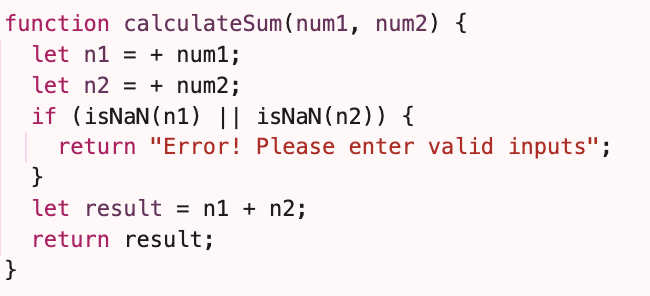 function calculateSum(num1, num2) {
  let n1 = + num1;
  let n2 = + num2;
  if (isNaN(n1) || isNaN(n2)) {
    return "Error! Please enter valid inputs";
  }
  let result = n1 + n2;
  return result;
}